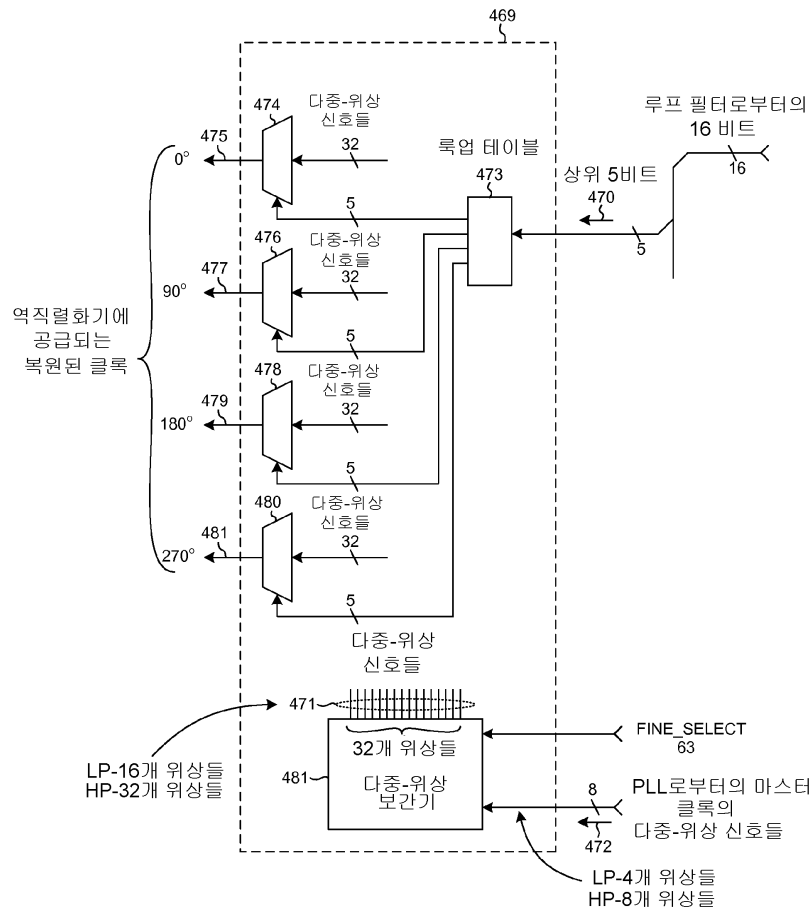 469
474
다중-위상
신호들
475
0°
32
5
룩업 테이블
473
루프 필터로부터의
16 비트
16
상위 5비트
470
5
476
다중-위상
신호들
477
90°
32
5
역직렬화기에
공급되는
복원된 클록
478
다중-위상
신호들
479
180°
32
5
480
다중-위상
신호들
481
270°
32
5
다중-위상
신호들
471
32개 위상들
LP-16개 위상들
HP-32개 위상들
481
다중-위상
보간기
FINE_SELECT
63
8
PLL로부터의 마스터
클록의
다중-위상 신호들
472
LP-4개 위상들
HP-8개 위상들